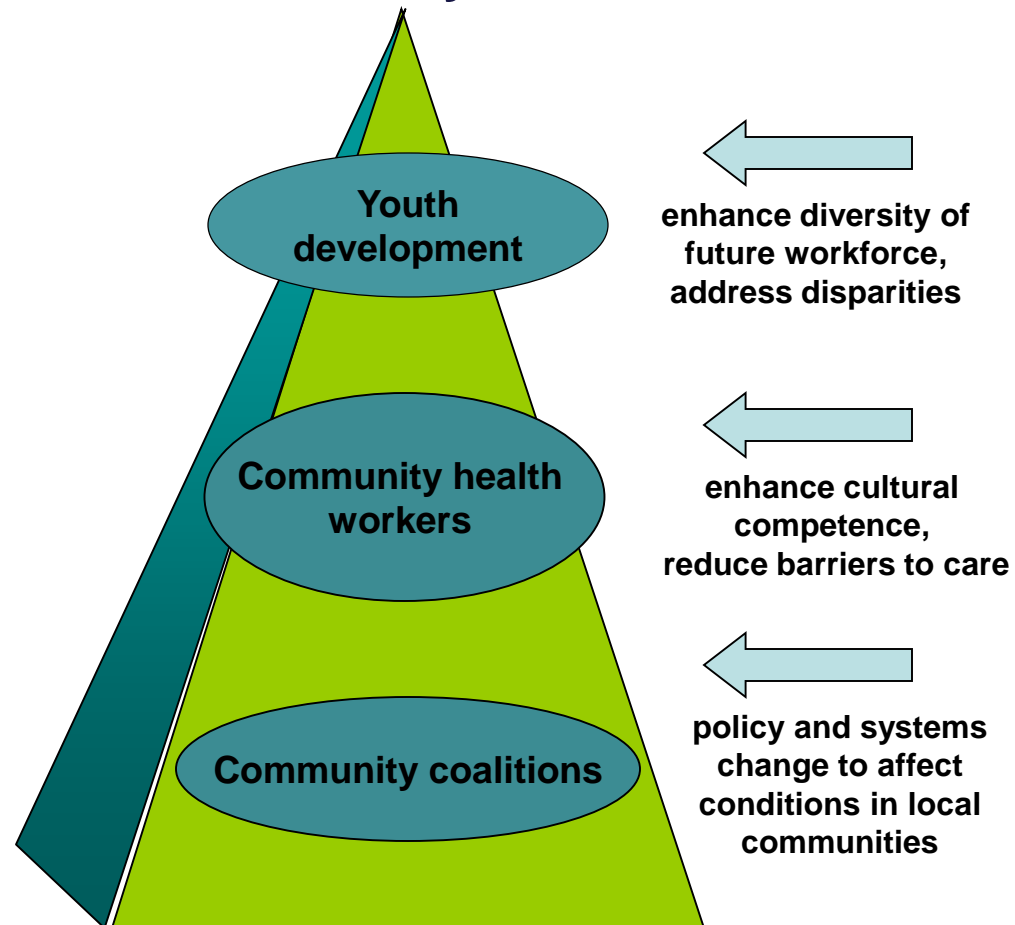 Youth
development
enhance diversity of
future workforce,
address disparities
Community health
workers
enhance cultural
competence,
reduce barriers to care
Community coalitions
policy and systems
change to affect
conditions in local
communities